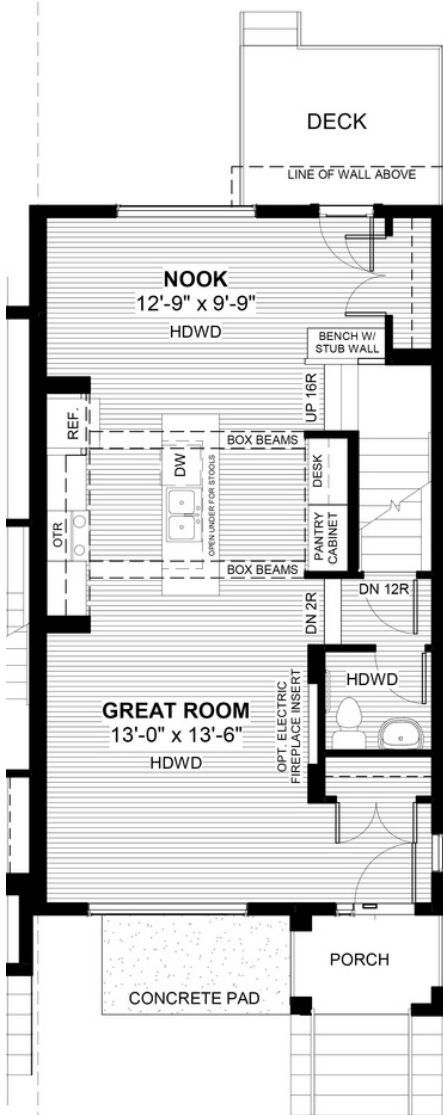 DECK
LINE OF WALL ABOVE
NOOK
12'-9" x 9'-9"
HDWD
BENCH W/
STUB WALL
UP 16R
REF.
BOX BEAMS
DW
OPEN UNDER FOR STOOLS
DESK
PANTRY
CABINET
OTR
BOX BEAMS
DN 12R
DN 2R
HDWD
GREAT ROOM
13'-0" x 13'-6"
HDWD
OPT. ELECTRIC
FIREPLACE INSERT
PORCH
CONCRETE PAD